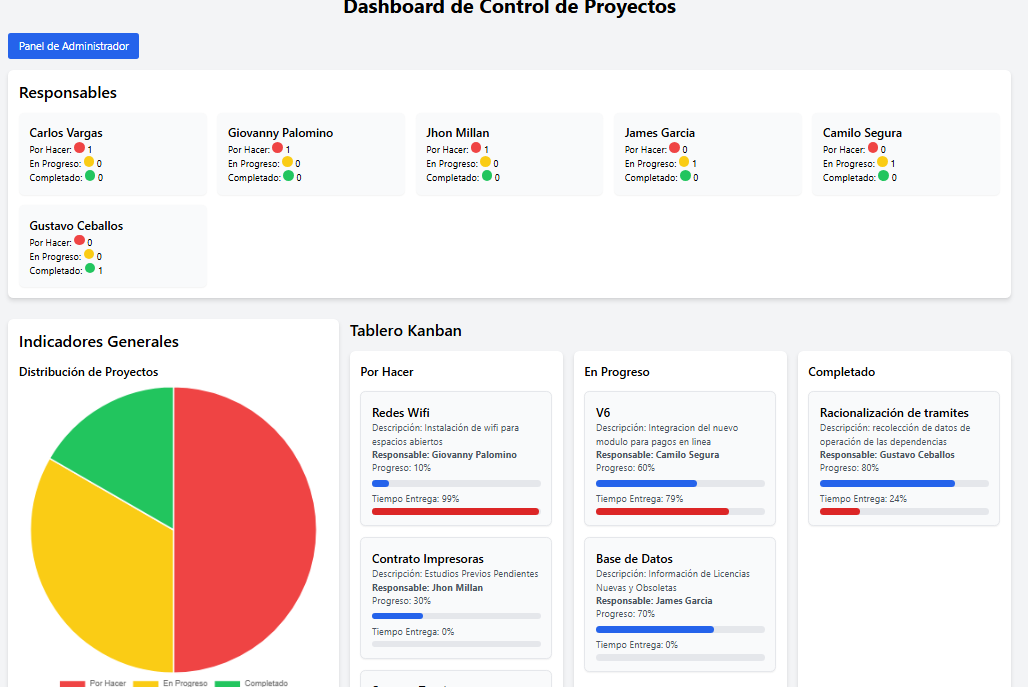 Dashboard de Control de Proyectos
Panel de Administrador
Responsables
Carlos Vargas
Por Hacer: 1
En Progreso: 0
Completado: 0
Giovanny Palomino
Por Hacer: 1
En Progreso: 0
Completado: 0
Jhon Millan
Por Hacer: 1
En Progreso: 0
Completado: 0
James Garcia
Por Hacer: 0
En Progreso: 1
Completado: 0
Camilo Segura
Por Hacer: 0
En Progreso: 1
Completado: 0
Gustavo Ceballos
Por Hacer: 0
En Progreso: 0
Completado: 1
Indicadores Generales
Distribución de Proyectos
Por Hacer
En Progreso
Completado
Tablero Kanban
Por Hacer
Redes Wifi
Descripción: Instalación de wifi para
espacios abiertos
Responsable: Giovanny Palomino
Progreso: 10%
Tiempo Entrega: 99%
Contrato Impresoras
Descripción: Estudios Previos Pendientes
Responsable: Jhon Millan
Progreso: 30%
Tiempo Entrega: 0%
En Progreso
V6
Descripción: Integracion del nuevo
modulo para pagos en linea
Responsable: Camilo Segura
Progreso: 60%
Tiempo Entrega: 79%
Base de Datos
Descripción: Información de Licencias
Nuevas y Obsoletas
Responsable: James Garcia
Progreso: 70%
Tiempo Entrega: 0%
Completado
Racionalización de tramites
Descripción: recolección de datos de
operación de las dependencias
Responsable: Gustavo Ceballos
Progreso: 80%
Tiempo Entrega: 24%